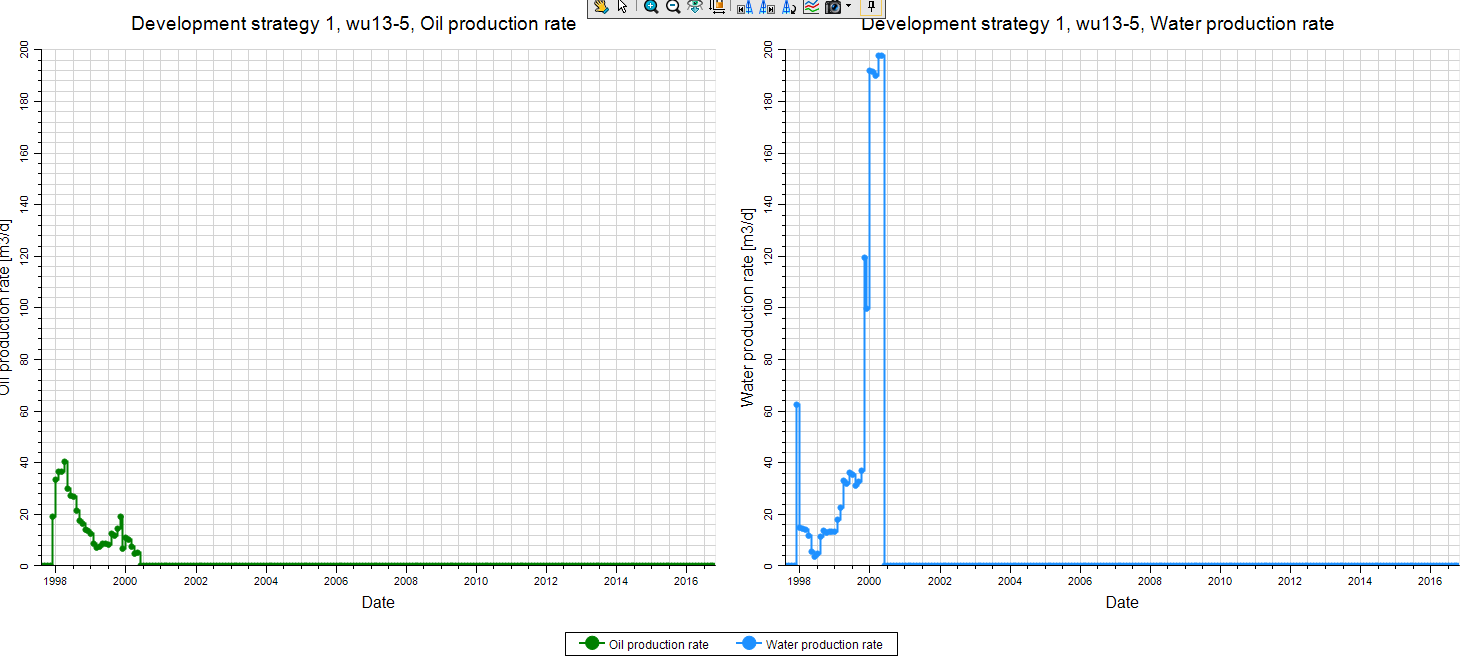 Development strategy 1, wu13-5, Oil production rate
Oil production rate [m3/d]
200
180
160
140
120
100
80
60
40
20
0
1998 2000 2002 2004 2006 2008 2010 2012 2014 2016
Date
Development strategy 1, wu13-5, Water production rate
Water production rate [m3/d]
200
180
160
140
120
100
80
60
40
20
0
1998 2000 2002 2004 2006 2008 2010 2012 2014 2016
Date
Oil production rate Water production rate